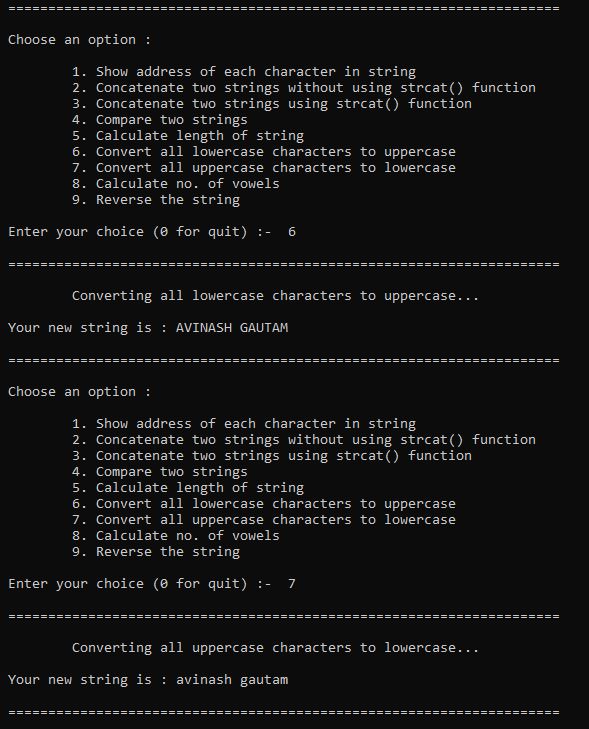 =====================================================================
Choose an option :
1. Show address of each character in string
2. Concatenate two strings without using strcat() function
3. Concatenate two strings using strcat() function
4. Compare two strings
5. Calculate length of string
6. Convert all lowercase characters to uppercase
7. Convert all uppercase characters to lowercase
8. Calculate no. of vowels
9. Reverse the string
Enter your choice (0 for quit) :-  6
=====================================================================
Converting all lowercase characters to uppercase...
Your new string is : AVINASH GAUTAM
=====================================================================
Choose an option :
1. Show address of each character in string
2. Concatenate two strings without using strcat() function
3. Concatenate two strings using strcat() function
4. Compare two strings
5. Calculate length of string
6. Convert all lowercase characters to uppercase
7. Convert all uppercase characters to lowercase
8. Calculate no. of vowels
9. Reverse the string
Enter your choice (0 for quit) :-  7
=====================================================================
Converting all uppercase characters to lowercase...
Your new string is : avinash gautam
=====================================================================